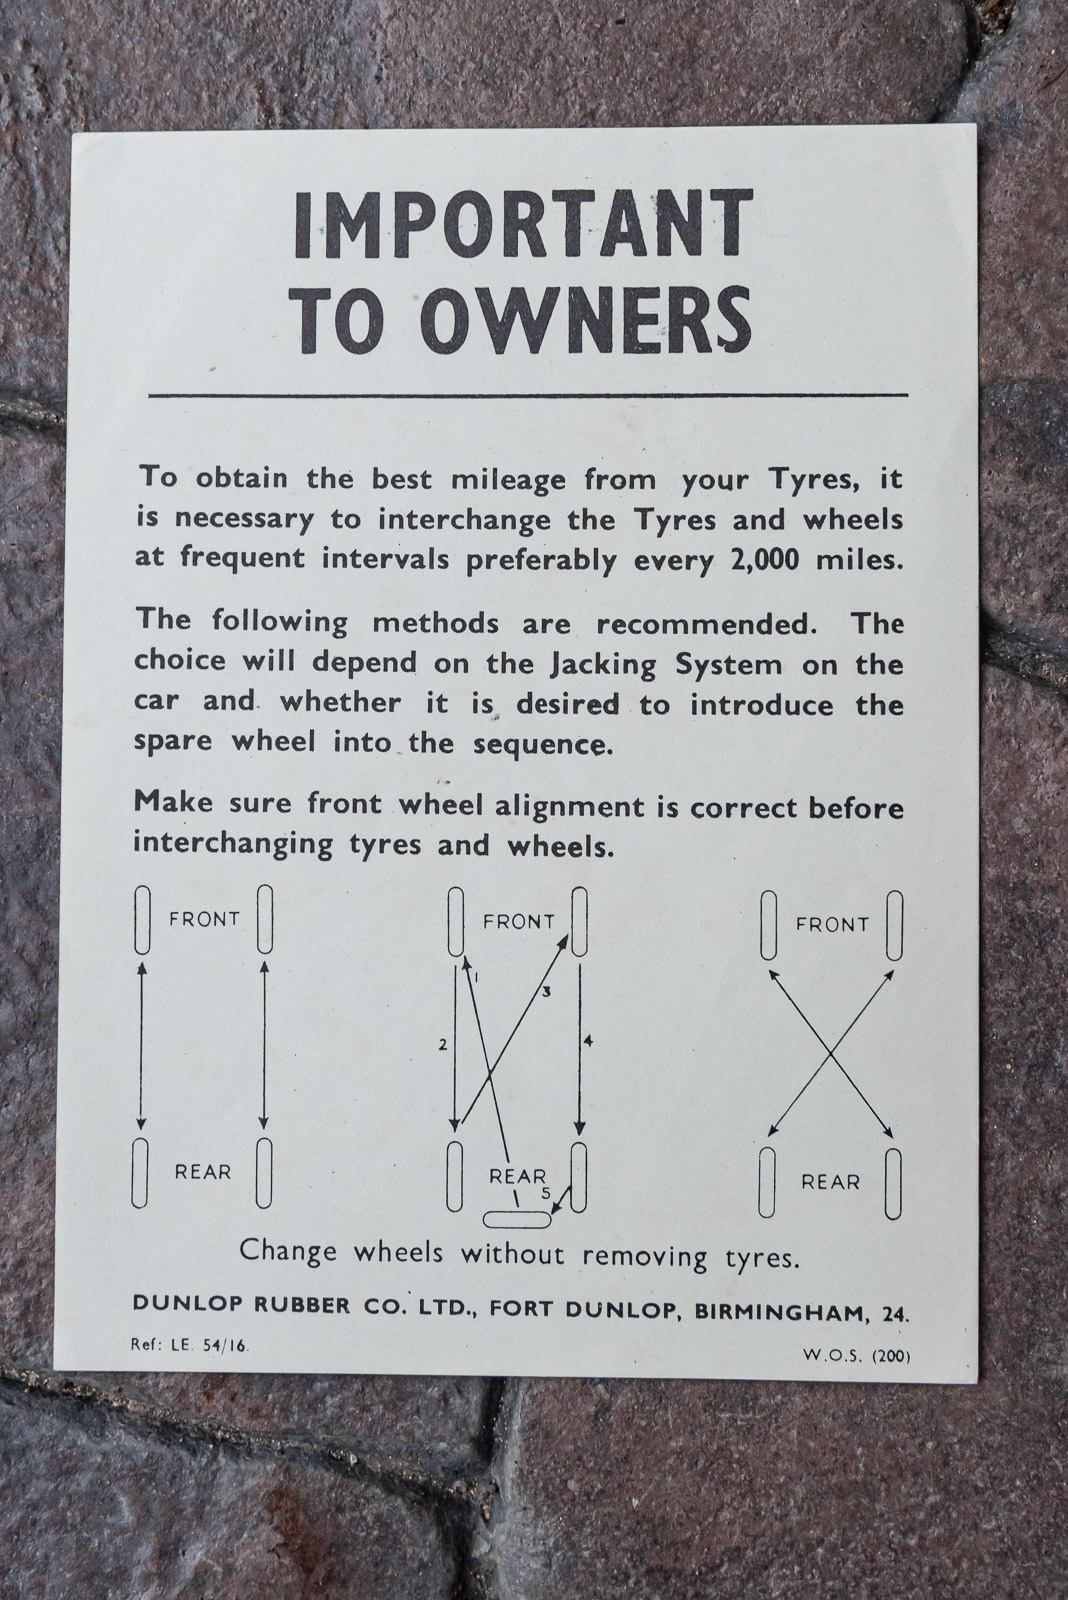 IMPORTANT
TO OWNERS
To obtain the best mileage from your Tyres, it
is necessary to interchange the Tyres and wheels
at frequent intervals preferably every 2,000 miles.
The following methods are recommended. The
choice will depend on the Jacking System on the
car and whether it is desired to introduce the
spare wheel into the sequence.
Make sure front wheel alignment is correct before
interchanging tyres and wheels.
FRONT
REAR
FRONT
1
3
2
4
REAR
5
FRONT
REAR
Change wheels without removing tyres.
DUNLOP RUBBER CO. LTD., FORT DUNLOP, BIRMINGHAM, 24.
Ref: LE. 54/16.
W.O.S. (200)